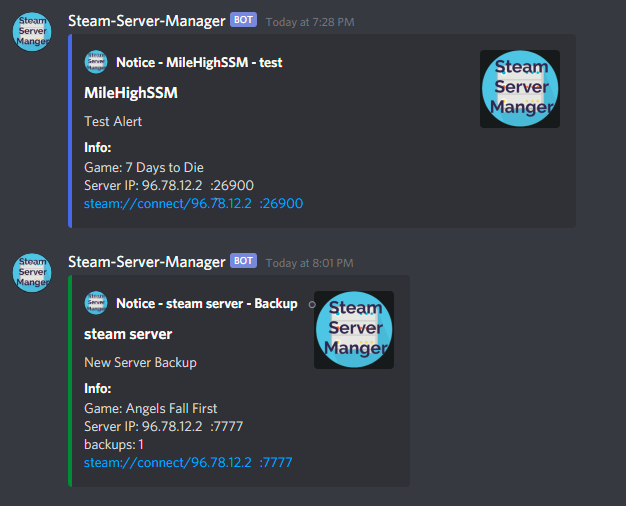 Steam
Server
Manger
Steam-Server-Manager BOT Today at 7:28 PM
Steam
Server
Manger
Notice - MileHighSSM - test
Steam
Server
Manger
MileHighSSM
Test Alert
Info:
Game: 7 Days to Die
Server IP: 96.78.12.2 :26900
steam://connect/96.78.12.2 :26900
Steam
Server
Manger
Steam-Server-Manager BOT Today at 8:01 PM
Steam
Server
Manger
Notice - steam server - Backup
Steam
Server
Manger
steam server
New Server Backup
Info:
Game: Angels Fall First
Server IP: 96.78.12.2 :7777
backups: 1
steam://connect/96.78.12.2 :7777